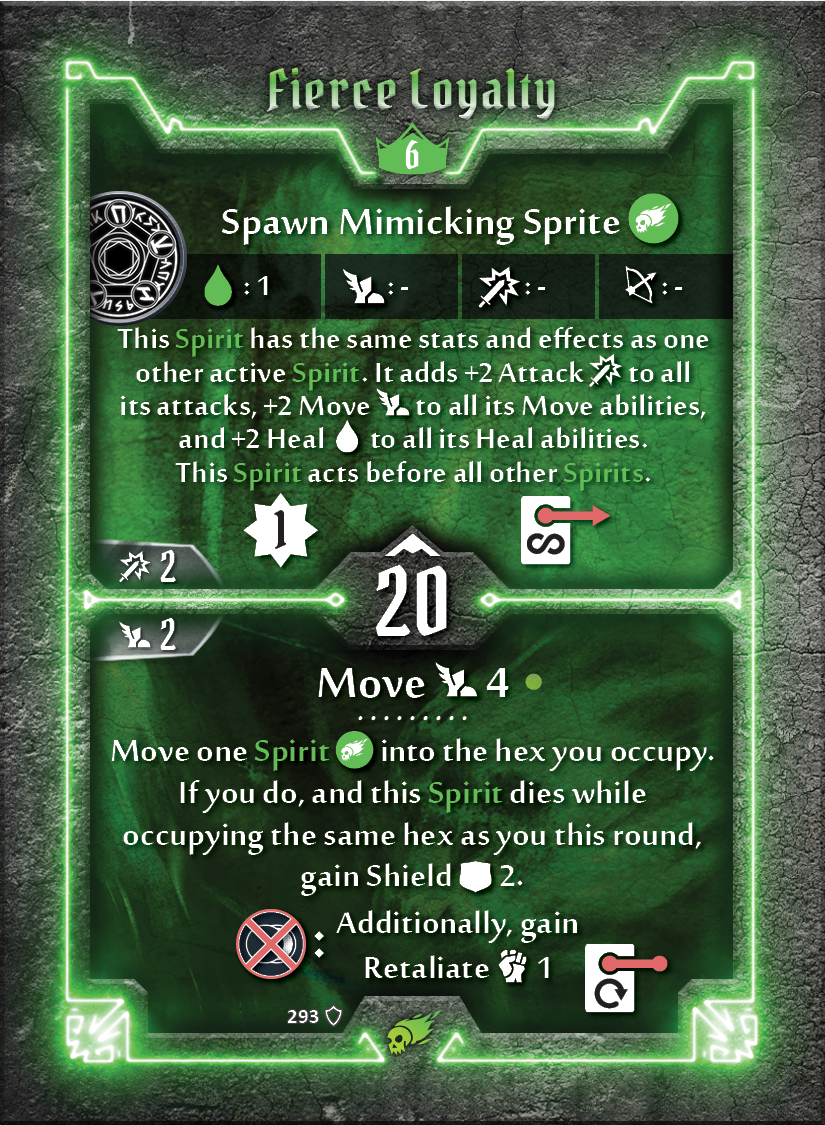 Fierce Loyalty
6
Spawn Mimicking Sprite
: 1 : - : - : -
This Spirit has the same stats and effects as one
other active Spirit. It adds +2 Attack to all
its attacks, +2 Move to all its Move abilities,
and +2 Heal to all its Heal abilities.
This Spirit acts before all other Spirits.
1
2
20
2
Move 4
Move one Spirit into the hex you occupy.
If you do, and this Spirit dies while
occupying the same hex as you this round,
gain Shield 2.
: Additionally, gain
Retaliate 1
293